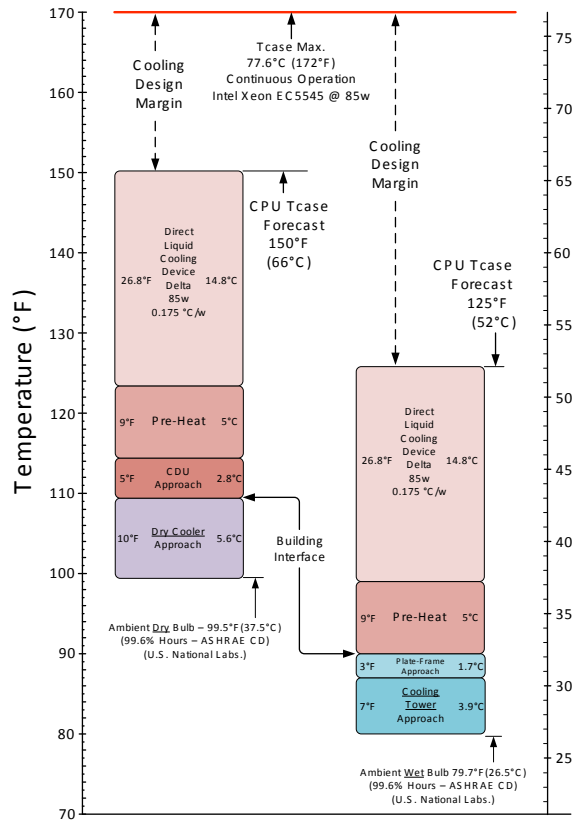 170
160
150
140
130
120
110
100
90
80
70
Temperature (°F)
75
70
65
60
55
50
45
40
35
30
25
Cooling
Design
Margin
Tcase Max.
77.6°C (172°F)
Continuous Operation
Intel Xeon EC5545 @ 85w
Cooling
Design
Margin
CPU Tcase
Forecast
150°F
(66°C)
CPU Tcase
Forecast
125°F
(52°C)
Direct
Liquid
Cooling
26.8°F Device 14.8°C
Delta
85w
0.175 °C/w
9°F Pre-Heat 5°C
5°F CDU 2.8°C
Approach
10°F Dry Cooler 5.6°C
Approach
Building
Interface
Ambient Dry Bulb – 99.5°F(37.5°C)
(99.6% Hours – ASHRAE CD)
(U.S. National Labs.)
Direct
Liquid
Cooling
26.8°F Device 14.8°C
Delta
85w
0.175 °C/w
9°F Pre-Heat 5°C
3°F Plate-Frame 1.7°C
Approach
Cooling
7°F Tower 3.9°C
Approach
Ambient Wet Bulb 79.7°F(26.5°C)
(99.6% Hours – ASHRAE CD)
(U.S. National Labs.)